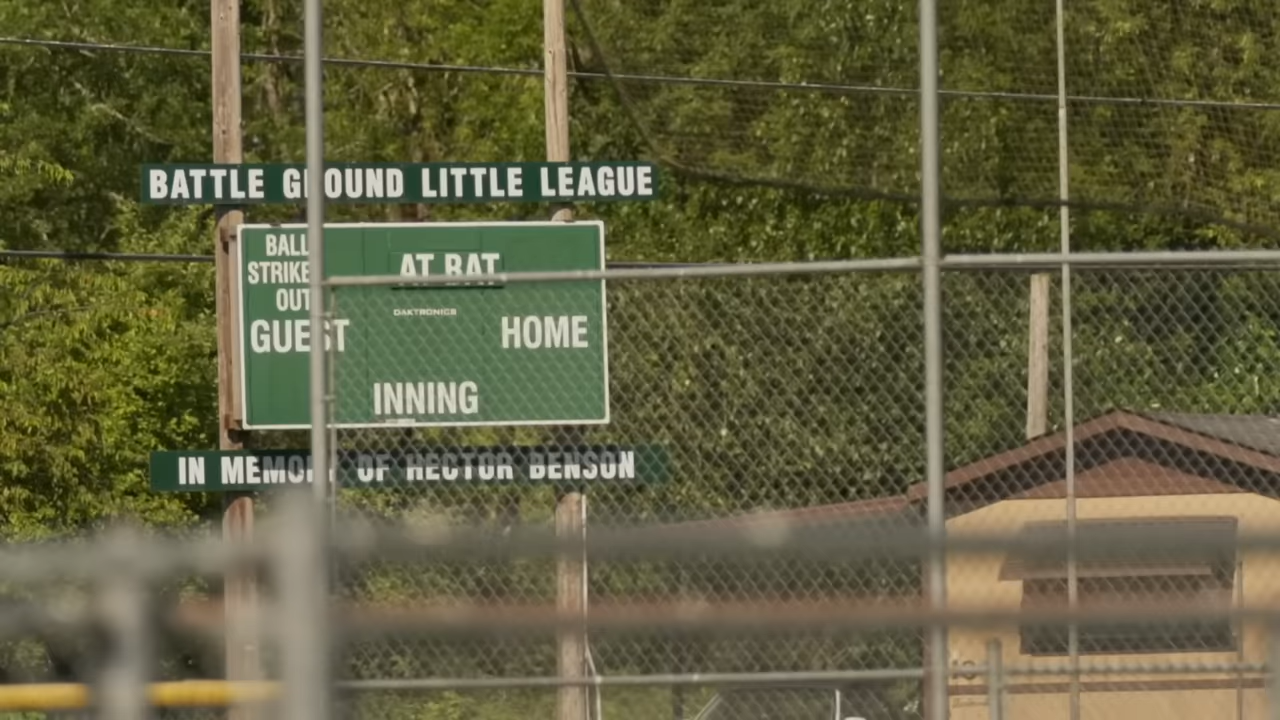 BATTLE GROUND LITTLE LEAGUE
BALL
STRIKE
OUT
AT BAT
DAKTRONICS
GUEST
HOME
INNING
IN MEMORY OF HECTOR BENSON